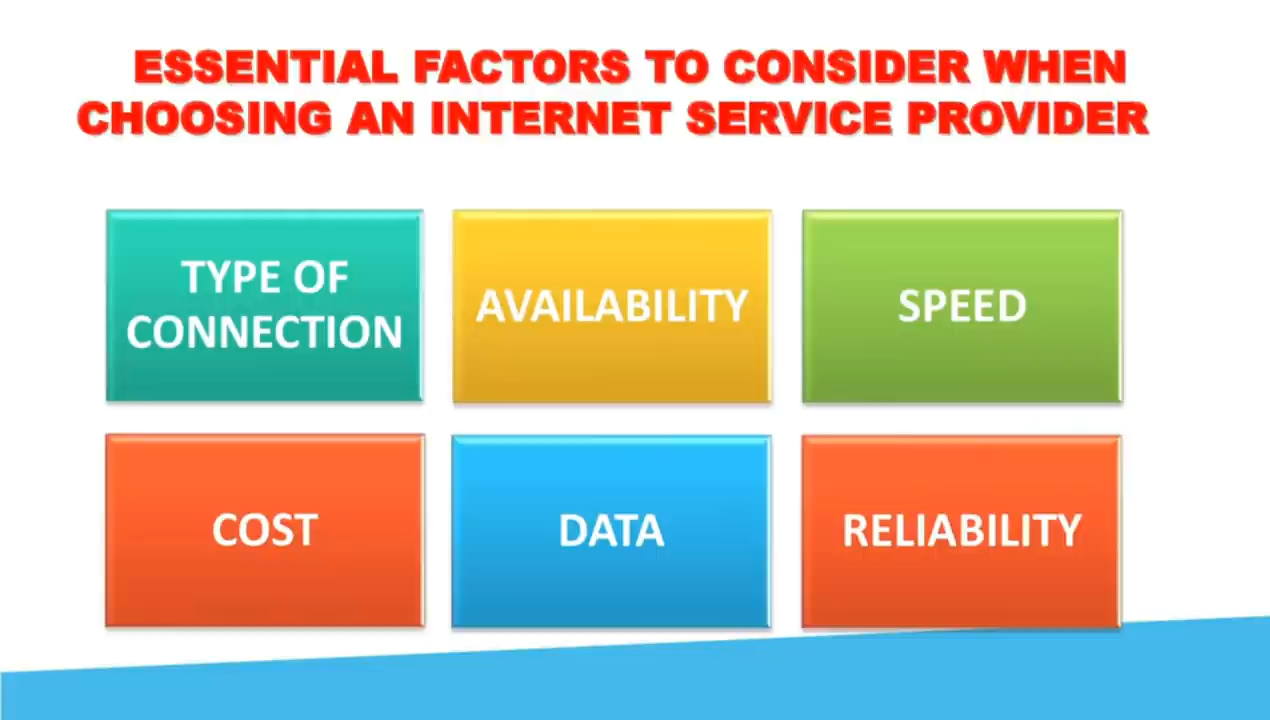 ESSENTIAL FACTORS TO CONSIDER WHEN
CHOOSING AN INTERNET SERVICE PROVIDER
TYPE OF
CONNECTION
AVAILABILITY
SPEED
COST
DATA
RELIABILITY